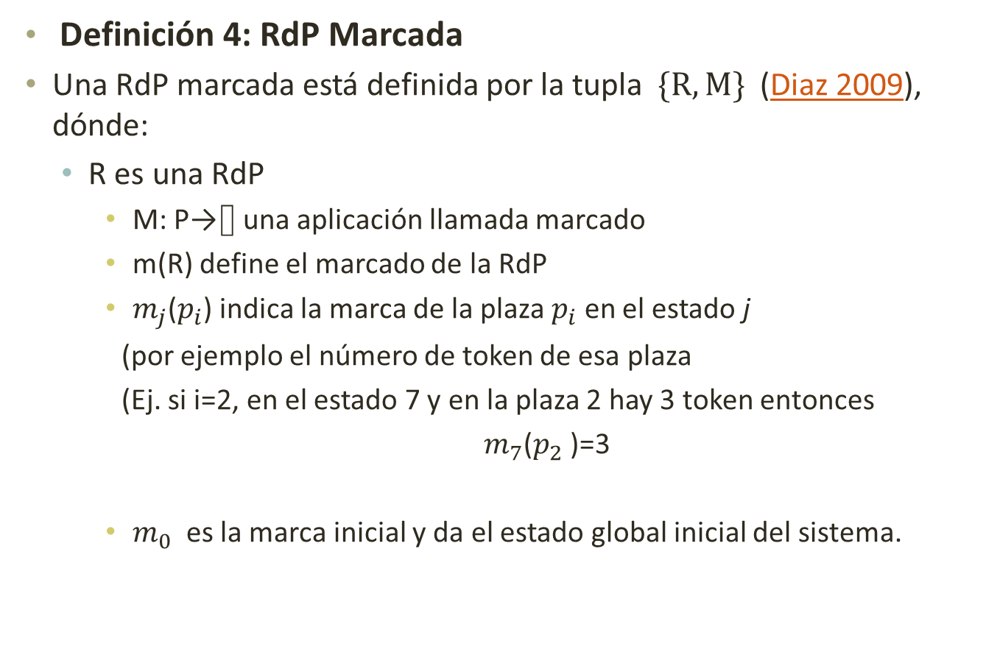 • Definición 4: RdP Marcada
• Una RdP marcada está definida por la tupla {R, M} (Diaz 2009),
dónde:
• R es una RdP
• M: P→▯ una aplicación llamada marcado
• m(R) define el marcado de la RdP
• m_j(p_i) indica la marca de la plaza p_i en el estado j
(por ejemplo el número de token de esa plaza
(Ej. si i=2, en el estado 7 y en la plaza 2 hay 3 token entonces
m_7(p_2 )=3
• m_0 es la marca inicial y da el estado global inicial del sistema.